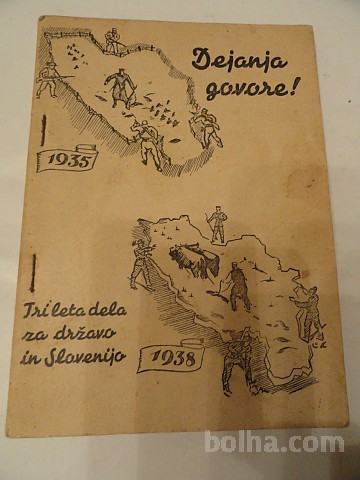 Dejanja
govore!
1935
Tri leta dela
za državo
in Slovenijo
1938
bolha.com